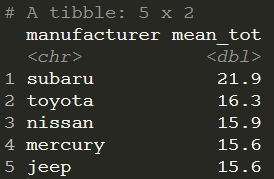 # A tibble: 5 x 2
manufacturer mean_tot
<chr> <dbl>
1 subaru 21.9
2 toyota 16.3
3 nissan 15.9
4 mercury 15.6
5 jeep 15.6